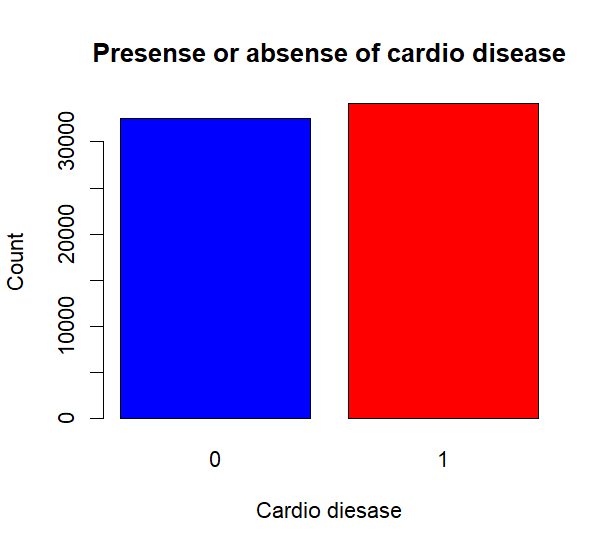 Presense or absense of cardio disease
Count
30000
20000
10000
0
0 1
Cardio diesase